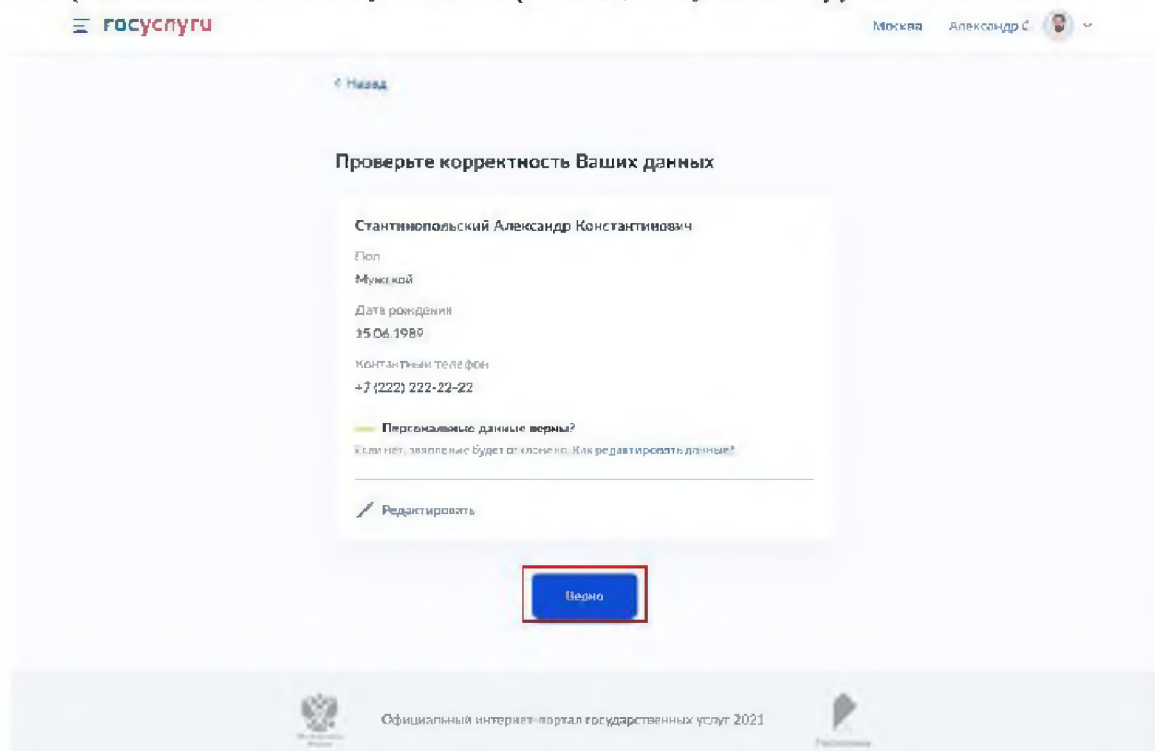 госуслуги
Москва Александр С.
Назад
Проверьте корректность Ваших данных
Стантинопольский Александр Константинович
Пол
Мужской
Дата рождения
15.06.1989
Контактный телефон
+7 (222) 222-22-22
Персональные данные верны?
Если нет, заявление будет отклонено. Как редактировать данные?
Редактировать
Верно
Официальный интернет-портал государственных услуг 2021